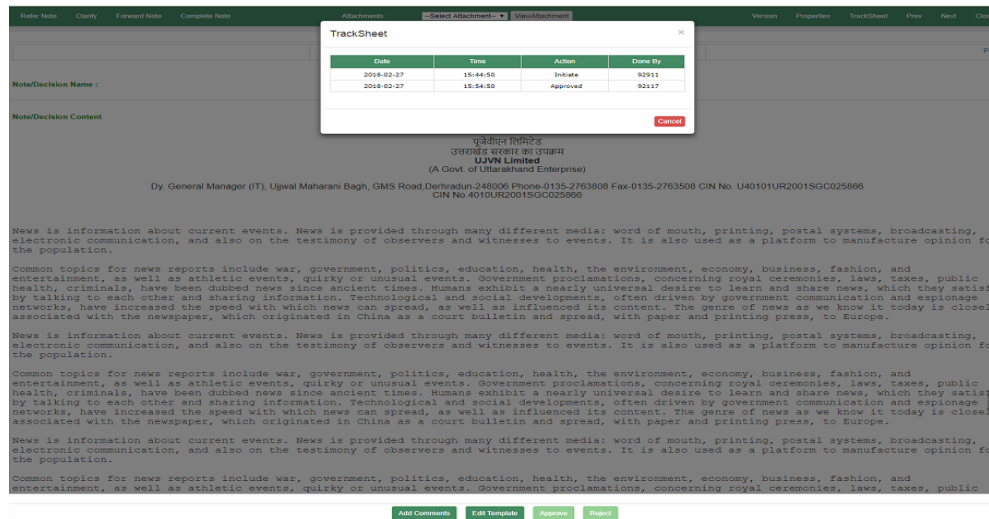 Refer Note Clarify Forward Note Complete Note Attachments --Select Attachment-- ViewAttachment Version Properties TrackSheet Prev Next Clo
TrackSheet ×
Date Time Action Done By
2018-02-27 15:44:50 Initiate 92911
2018-02-27 15:54:50 Approved 92117
Cancel
Note/Decision Name :
Note/Decision Content
यूजेवीएन लिमिटेड
उत्तराखंड सरकार का उपक्रम
UJVN Limited
(A Govt. of Uttarakhand Enterprise)
Dy. General Manager (IT), Ujjwal Maharani Bagh, GMS Road,Derhradun-248006 Phone-0135-2763808 Fax-0135-2763508 CIN No. U40101UR2001SGC025866
CIN No.4010UR2001SGC025866
News is information about current events. News is provided through many different media: word of mouth, printing, postal systems, broadcasting,
electronic communication, and also on the testimony of observers and witnesses to events. It is also used as a platform to manufacture opinion fo
the population.
Common topics for news reports include war, government, politics, education, health, the environment, economy, business, fashion, and
entertainment, as well as athletic events, quirky or unusual events. Government proclamations, concerning royal ceremonies, laws, taxes, public
health, criminals, have been dubbed news since ancient times. Humans exhibit a nearly universal desire to learn and share news, which they satisf
by talking to each other and sharing information. Technological and social developments, often driven by government communication and espionage
networks, have increased the speed with which news can spread, as well as influenced its content. The genre of news as we know it today is closel
associated with the newspaper, which originated in China as a court bulletin and spread, with paper and printing press, to Europe.
News is information about current events. News is provided through many different media: word of mouth, printing, postal systems, broadcasting,
electronic communication, and also on the testimony of observers and witnesses to events. It is also used as a platform to manufacture opinion fo
the population.
Common topics for news reports include war, government, politics, education, health, the environment, economy, business, fashion, and
entertainment, as well as athletic events, quirky or unusual events. Government proclamations, concerning royal ceremonies, laws, taxes, public
health, criminals, have been dubbed news since ancient times. Humans exhibit a nearly universal desire to learn and share news, which they satisf
by talking to each other and sharing information. Technological and social developments, often driven by government communication and espionage
networks, have increased the speed with which news can spread, as well as influenced its content. The genre of news as we know it today is closel
associated with the newspaper, which originated in China as a court bulletin and spread, with paper and printing press, to Europe.
News is information about current events. News is provided through many different media: word of mouth, printing, postal systems, broadcasting,
electronic communication, and also on the testimony of observers and witnesses to events. It is also used as a platform to manufacture opinion fo
the population.
Common topics for news reports include war, government, politics, education, health, the environment, economy, business, fashion, and
entertainment, as well as athletic events, quirky or unusual events. Government proclamations, concerning royal ceremonies, laws, taxes, public
Add Comments Edit Template Approve Reject